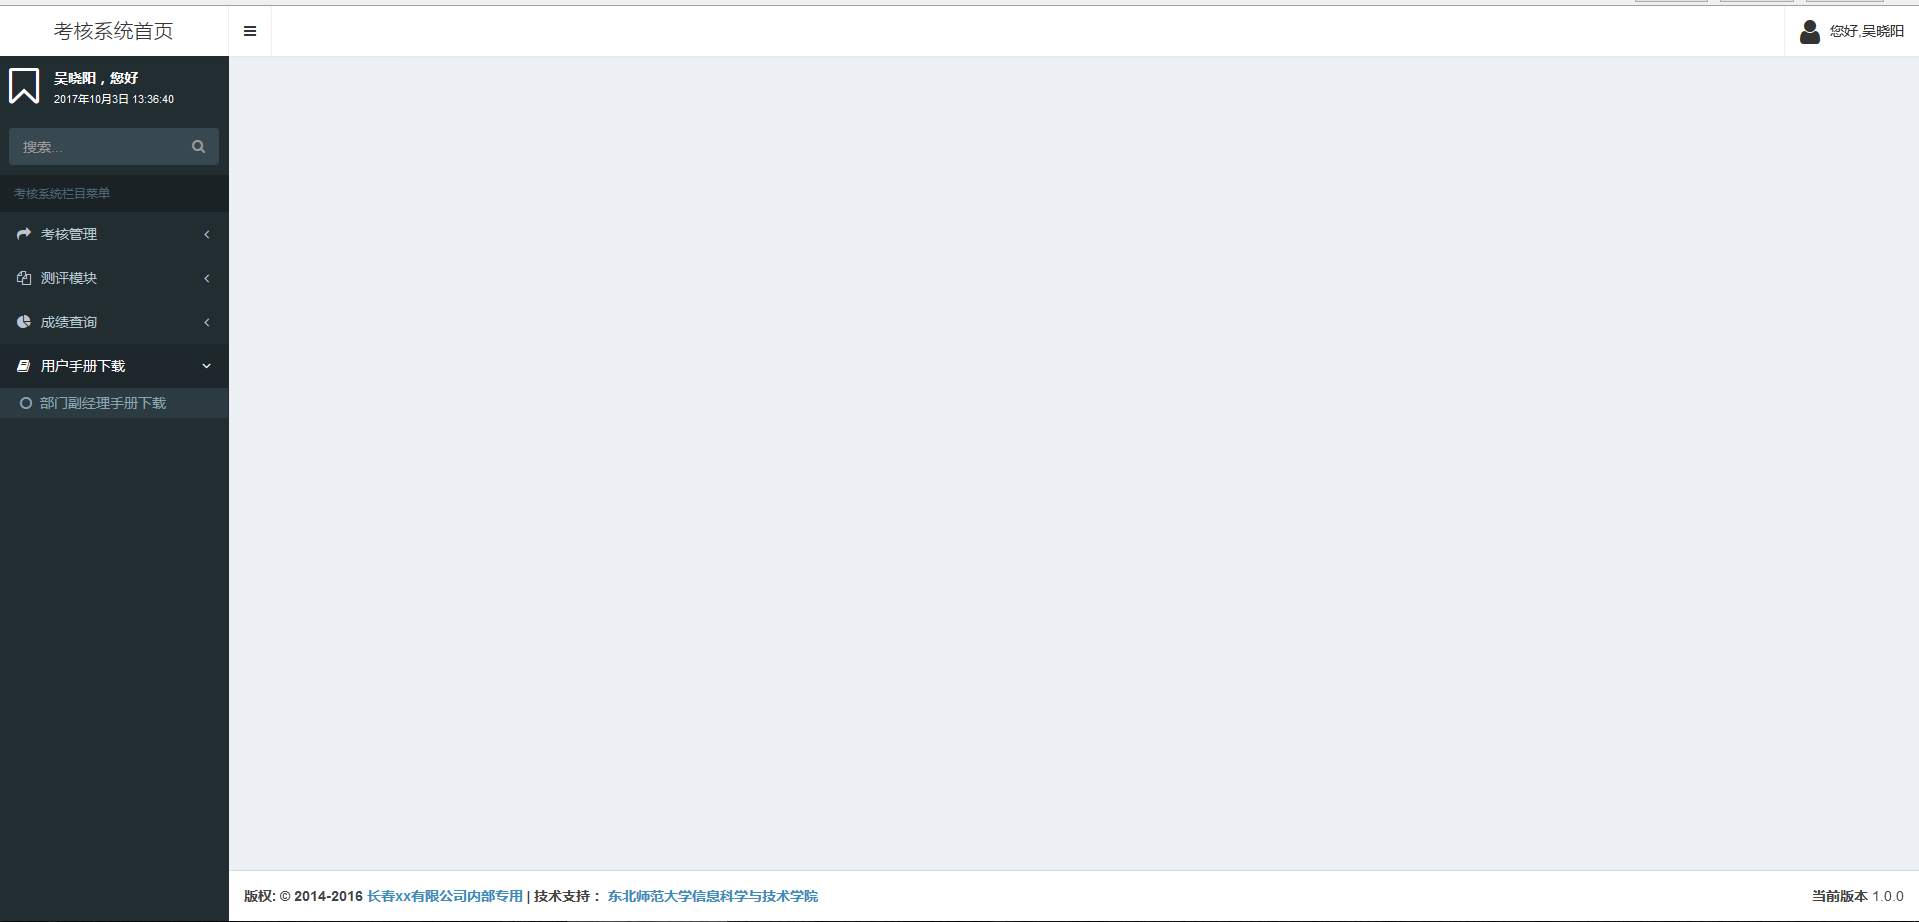 考核系统首页
您好,吴晓阳
吴晓阳，您好
2017年10月3日 13:36:40
搜索...
考核系统栏目菜单
考核管理
测评模块
成绩查询
用户手册下载
部门副经理手册下载
版权: © 2014-2016 长春xx有限公司内部专用 | 技术支持： 东北师范大学信息科学与技术学院
当前版本 1.0.0